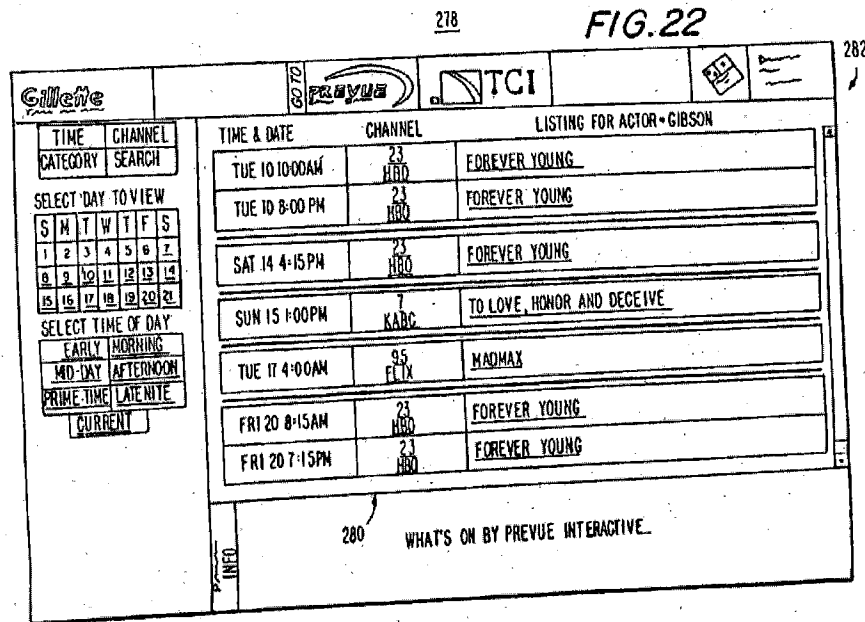 278
FIG.22
282
Gillette
GO TO
PREVUE
TCI
TIME CHANNEL
CATEGORY SEARCH
SELECT DAY TO VIEW
S M T W T F S
1 2 3 4 5 6 7
8 9 10 11 12 13 14
15 16 17 18 19 20 21
SELECT TIME OF DAY
EARLY MORNING
MID-DAY AFTERNOON
PRIME-TIME LATE NITE
CURRENT
TIME & DATE CHANNEL LISTING FOR ACTOR=GIBSON
TUE 10 10:00AM 23 HBO FOREVER YOUNG
TUE 10 8:00 PM 23 HBO FOREVER YOUNG
SAT 14 4:15PM 23 HBO FOREVER YOUNG
SUN 15 1:00PM 7 KABC TO LOVE, HONOR AND DECEIVE
TUE 17 4:00AM 95 FLIX MADMAX
FRI 20 8:15AM 23 HBO FOREVER YOUNG
FRI 20 7:15PM 23 HBO FOREVER YOUNG
280
INFO
WHAT'S ON BY PREVUE INTERACTIVE...